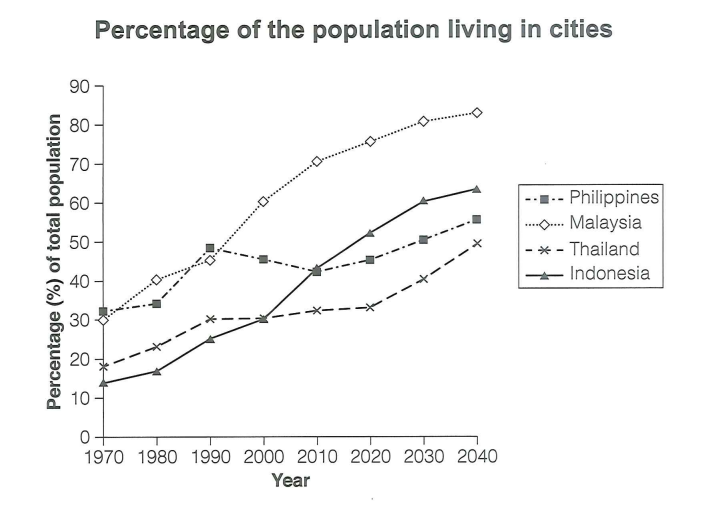 Percentage of the population living in cities
Percentage (%) of total population
90
80
70
60
50
40
30
20
10
0
1970 1980 1990 2000 2010 2020 2030 2040
Year
Philippines
Malaysia
Thailand
Indonesia